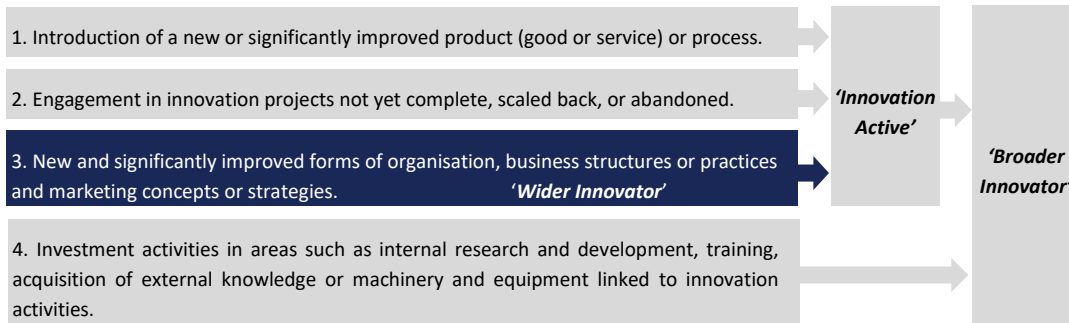 1. Introduction of a new or significantly improved product (good or service) or process.
2. Engagement in innovation projects not yet complete, scaled back, or abandoned.
3. New and significantly improved forms of organisation, business structures or practices
and marketing concepts or strategies. ‘Wider Innovator’
4. Investment activities in areas such as internal research and development, training,
acquisition of external knowledge or machinery and equipment linked to innovation
activities.
‘Innovation
Active’
‘Broader
Innovator’